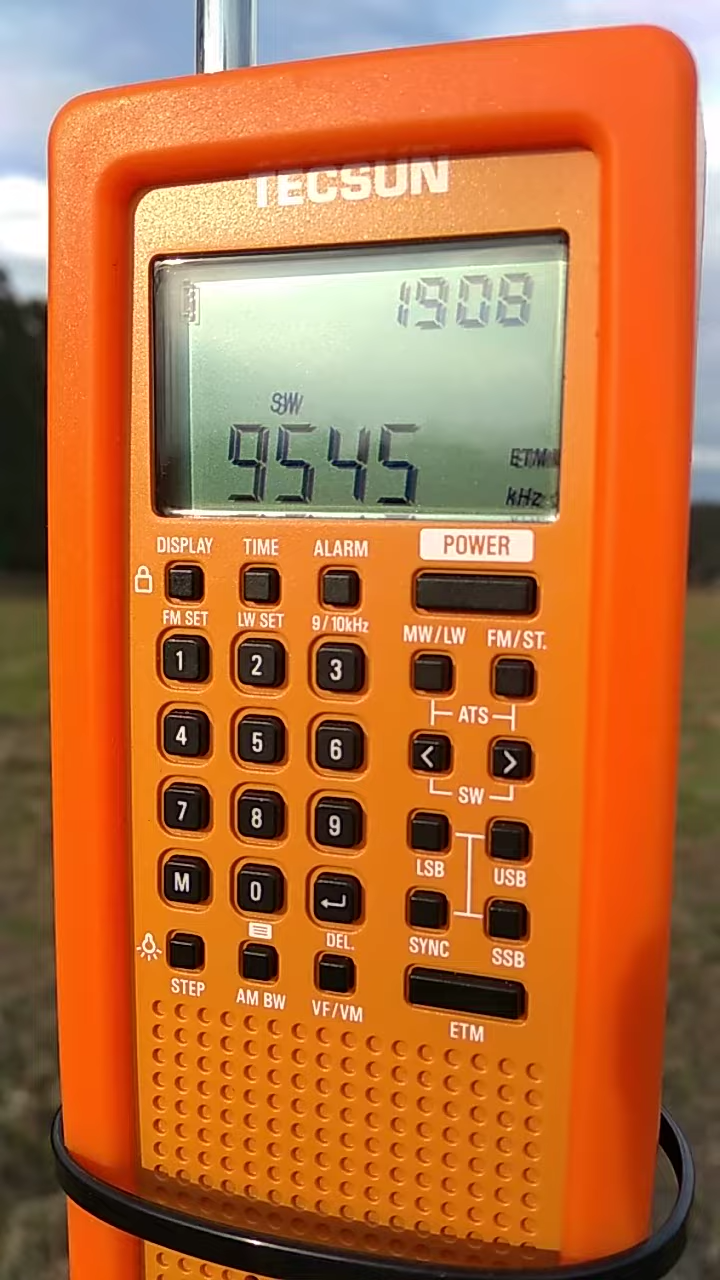 TECSUN
1908
SW
9545
ETM
kHz
DISPLAY TIME ALARM POWER
FM SET LW SET 9/10kHz
MW/LW FM/ST.
1 2 3
ATS
4 5 6 < >
SW
7 8 9
LSB USB
M 0
DEL.
SYNC SSB
STEP AM BW VF/VM
ETM